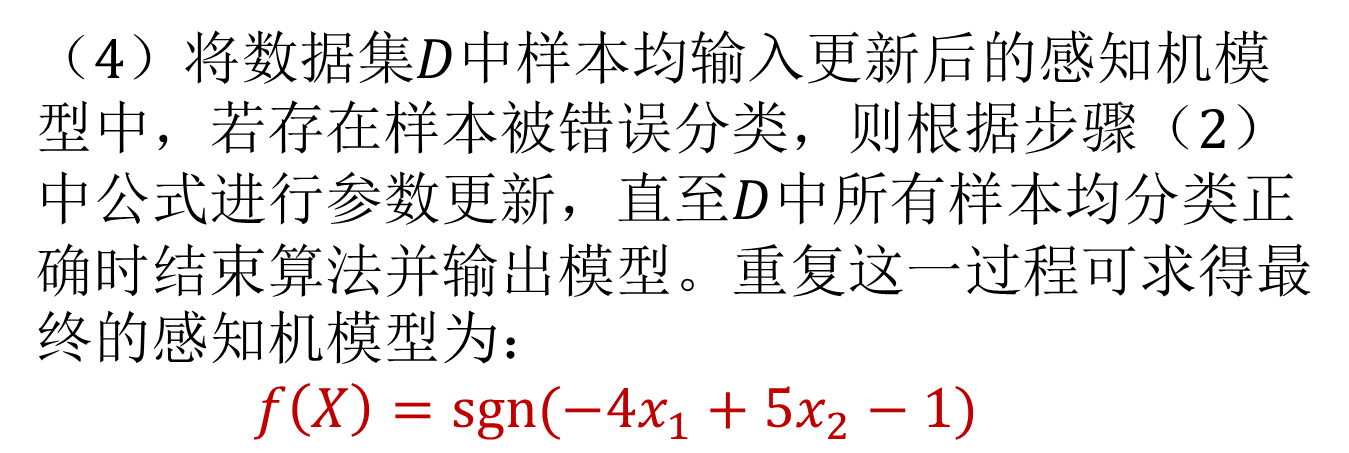 （4）将数据集D中样本均输入更新后的感知机模
型中，若存在样本被错误分类，则根据步骤（2）
中公式进行参数更新，直至D中所有样本均分类正
确时结束算法并输出模型。重复这一过程可求得最
终的感知机模型为：
f(X) = sgn(−4x₁ + 5x₂ − 1)